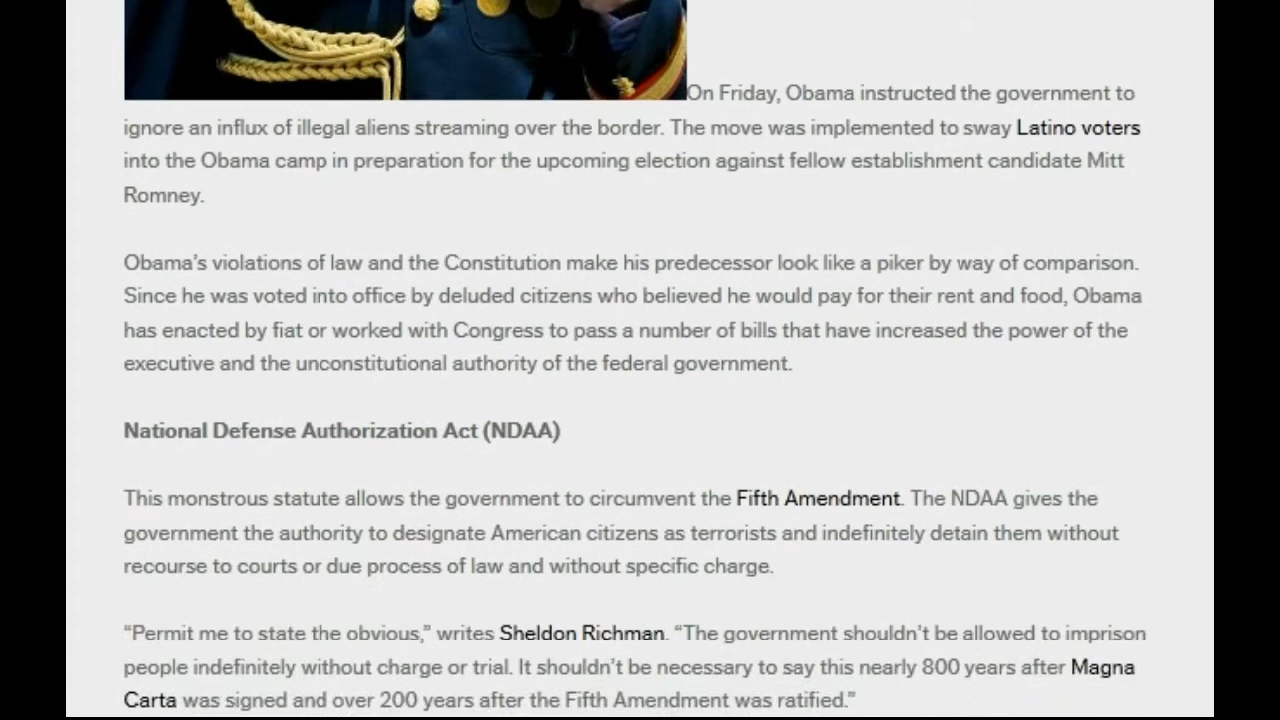 On Friday, Obama instructed the government to
ignore an influx of illegal aliens streaming over the border. The move was implemented to sway Latino voters
into the Obama camp in preparation for the upcoming election against fellow establishment candidate Mitt
Romney.
Obama’s violations of law and the Constitution make his predecessor look like a piker by way of comparison.
Since he was voted into office by deluded citizens who believed he would pay for their rent and food, Obama
has enacted by fiat or worked with Congress to pass a number of bills that have increased the power of the
executive and the unconstitutional authority of the federal government.
National Defense Authorization Act (NDAA)
This monstrous statute allows the government to circumvent the Fifth Amendment. The NDAA gives the
government the authority to designate American citizens as terrorists and indefinitely detain them without
recourse to courts or due process of law and without specific charge.
“Permit me to state the obvious,” writes Sheldon Richman. “The government shouldn’t be allowed to imprison
people indefinitely without charge or trial. It shouldn’t be necessary to say this nearly 800 years after Magna
Carta was signed and over 200 years after the Fifth Amendment was ratified.”